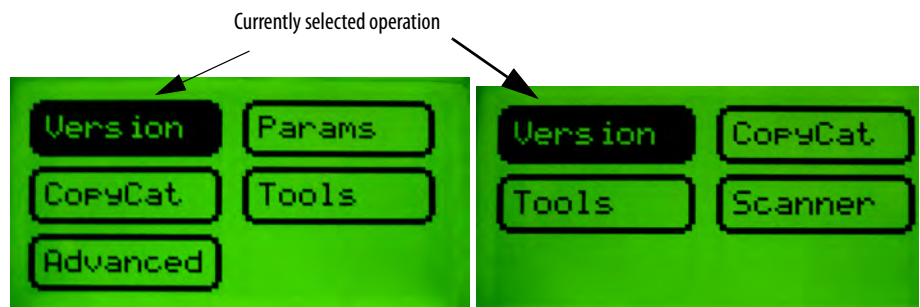 Currently selected operation
Version Params
CopyCat Tools
Advanced
Version CopyCat
Tools Scanner